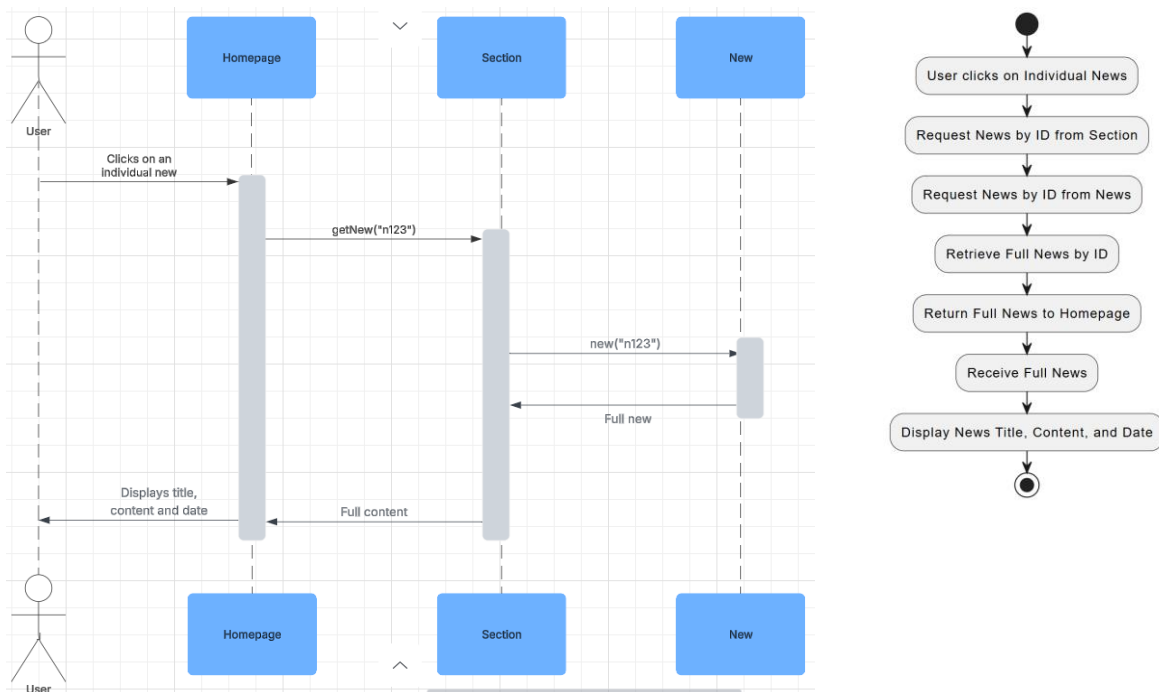 Homepage
Section
New
User
Clicks on an
individual new
getNew("n123")
new("n123")
Full new
Displays title,
content and date
Full content
Homepage
Section
New
User
User clicks on Individual News
Request News by ID from Section
Request News by ID from News
Retrieve Full News by ID
Return Full News to Homepage
Receive Full News
Display News Title, Content, and Date